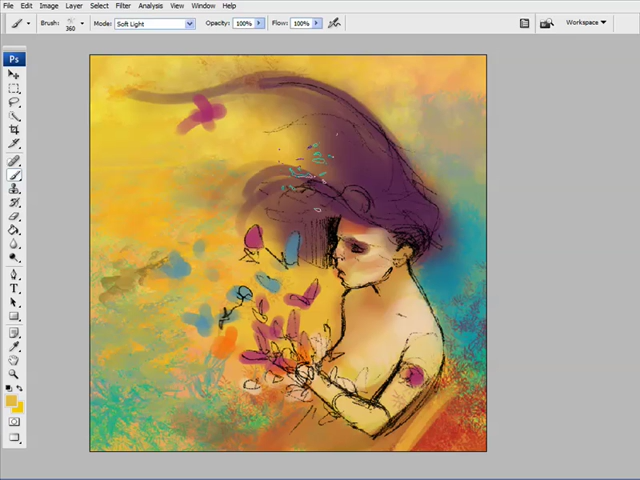 File Edit Image Layer Select Filter Analysis View Window Help
Brush: 360 Mode: Soft Light Opacity: 100% Flow: 100% Workspace
Ps
T